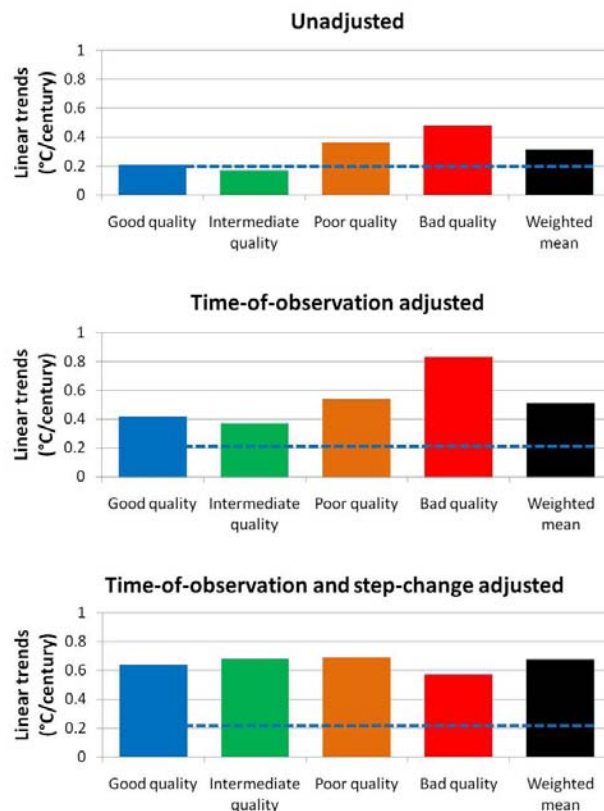 Unadjusted
Linear trends
(°C/century)
1
0.8
0.6
0.4
0.2
0
Good quality
Intermediate
quality
Poor quality
Bad quality
Weighted
mean
Time-of-observation adjusted
Linear trends
(°C/century)
1
0.8
0.6
0.4
0.2
0
Good quality
Intermediate
quality
Poor quality
Bad quality
Weighted
mean
Time-of-observation and step-change adjusted
Linear trends
(°C/century)
1
0.8
0.6
0.4
0.2
0
Good quality
Intermediate
quality
Poor quality
Bad quality
Weighted
mean